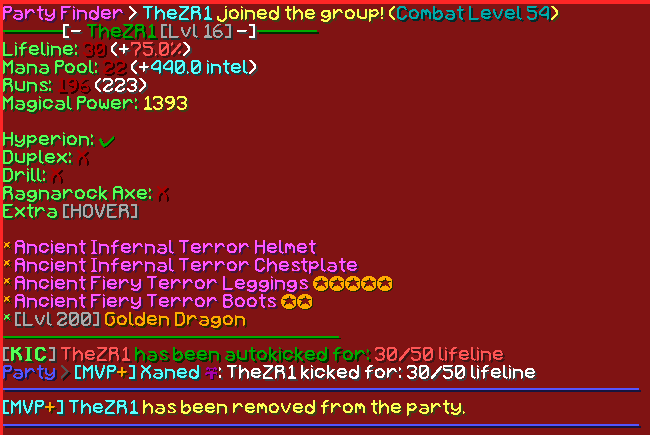 Party Finder > TheZR1 joined the group! (Combat Level 54)
[- TheZR1 [Lvl 16] -]
Lifeline: 30 (+75.0%)
Mana Pool: 22 (+440.0 intel)
Runs: 196 (223)
Magical Power: 1393
Hyperion: ✓
Duplex: ✗
Drill: ✗
Ragnarock Axe: ✗
Extra [HOVER]
× Ancient Infernal Terror Helmet
× Ancient Infernal Terror Chestplate
× Ancient Fiery Terror Leggings ✪✪✪✪✪
× Ancient Fiery Terror Boots ✪✪
× [Lvl 200] Golden Dragon
[KIC] TheZR1 has been autokicked for: 30/50 lifeline
Party > [MVP+] Xaned : TheZR1 kicked for: 30/50 lifeline
[MVP+] TheZR1 has been removed from the party.